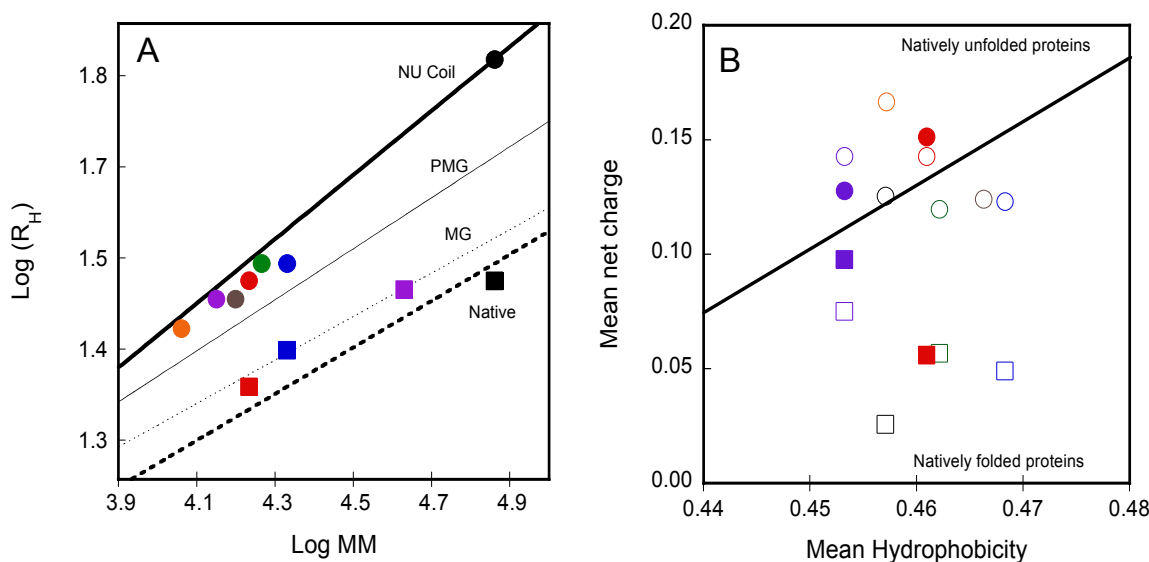 A
NU Coil
PMG
MG
Native
1.8
1.7
1.5
1.4
1.3
3.9 4.1 4.3 4.5 4.7 4.9
Log (R_H)
Log MM
B
Natively unfolded proteins
Natively folded proteins
0.20
0.15
0.10
0.05
0.00
0.44 0.45 0.46 0.47 0.48
Mean net charge
Mean Hydrophobicity